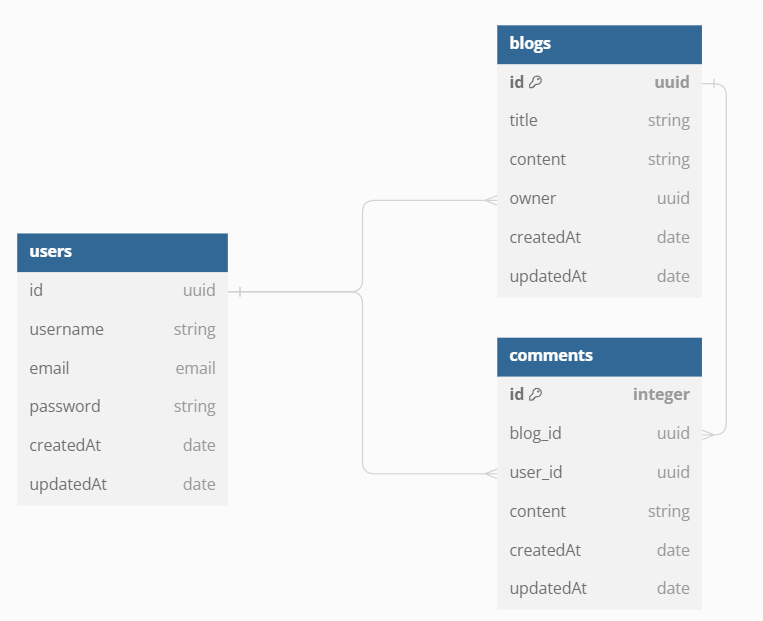 blogs
id uuid
title string
content string
owner uuid
createdAt date
updatedAt date
users
id uuid
username string
email email
password string
createdAt date
updatedAt date
comments
id integer
blog_id uuid
user_id uuid
content string
createdAt date
updatedAt date